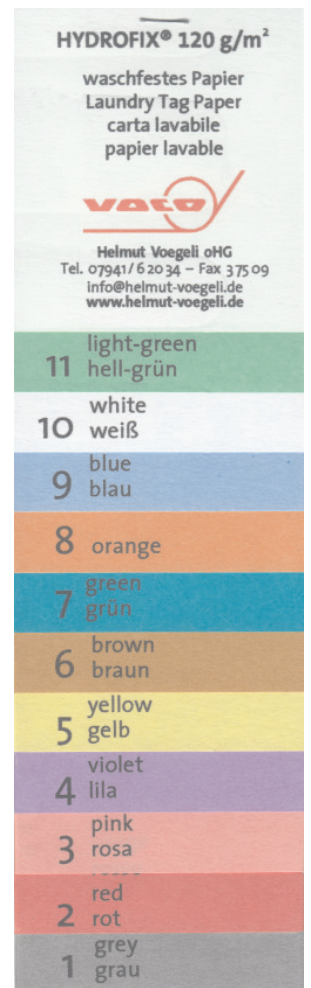 HYDROFIX® 120 g/m²
waschfestes Papier
Laundry Tag Paper
carta lavabile
papier lavable
VACO
Helmut Voegeli oHG
Tel. 07941/62034 – Fax 37509
info@helmut-voegeli.de
www.helmut-voegeli.de
light-green
11 hell-grün
white
10 weiß
blue
9 blau
8 orange
green
7 grün
brown
6 braun
yellow
5 gelb
violet
4 lila
pink
3 rosa
red
2 rot
grey
1 grau